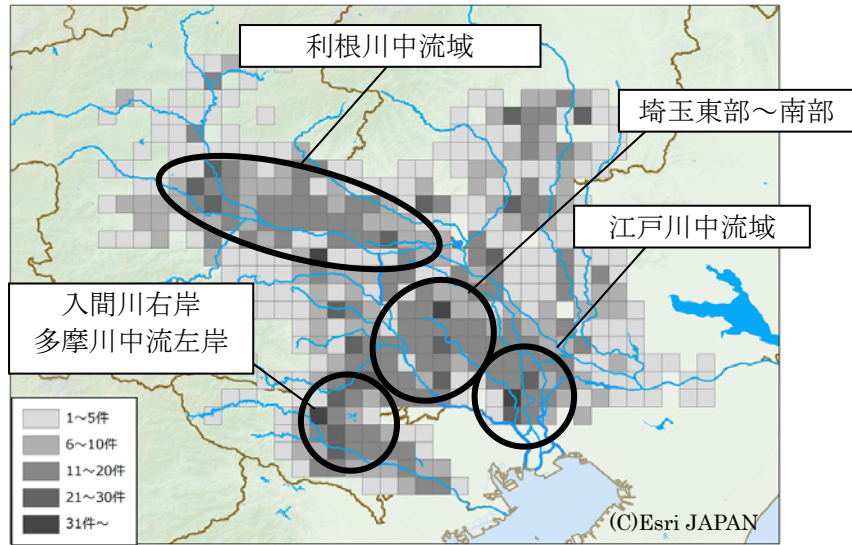 利根川中流域
埼玉東部～南部
江戸川中流域
入間川右岸
多摩川中流左岸
1～5件
6～10件
11～20件
21～30件
31件～
(C)Esri JAPAN